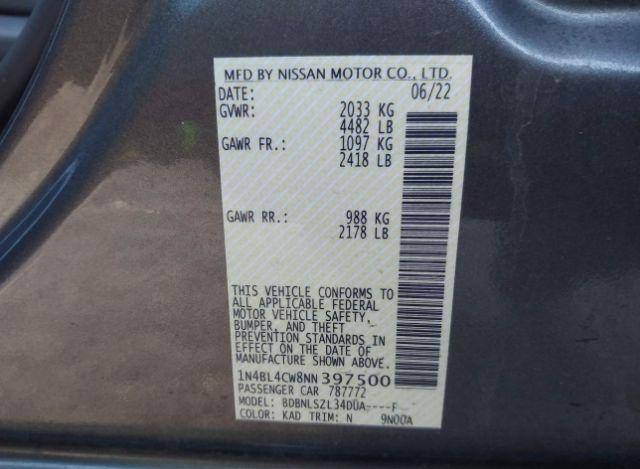 MFD BY NISSAN MOTOR CO., LTD.
DATE: 06/22
GVWR: 2033 KG
4482 LB
GAWR FR.: 1097 KG
2418 LB
GAWR RR.: 988 KG
2178 LB
THIS VEHICLE CONFORMS TO
ALL APPLICABLE FEDERAL
MOTOR VEHICLE SAFETY,
BUMPER, AND THEFT
PREVENTION STANDARDS IN
EFFECT ON THE DATE OF
MANUFACTURE SHOWN ABOVE.
1N4BL4CW8NN397500
PASSENGER CAR 787772
MODEL: BDBNLSZL34DUA----F
COLOR: KAD TRIM: N 9N00A